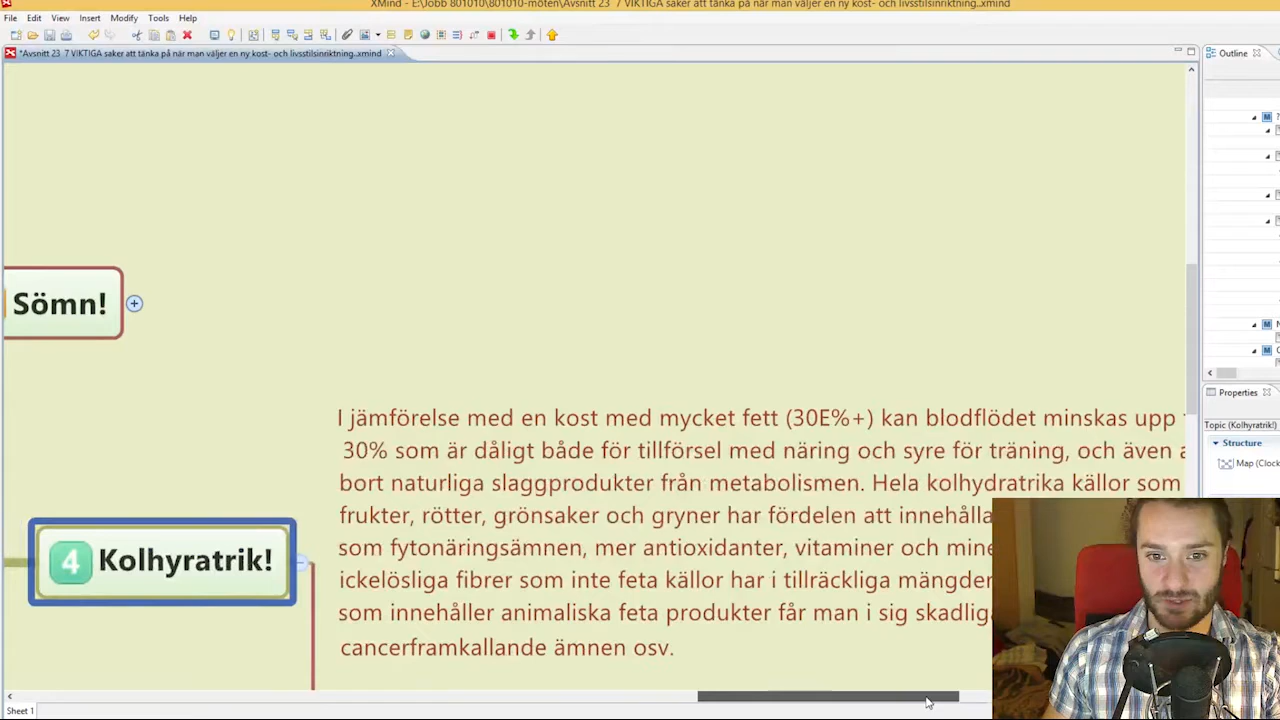 XMind - E:\Jobb 801010\801010-möten\Avsnitt 23 7 VIKTIGA saker att tänka på när man väljer en ny kost- och livsstilsinriktning..xmind
File Edit View Insert Modify Tools Help
*Avsnitt 23 7 VIKTIGA saker att tänka på när man väljer en ny kost- och livsstilsinriktning..xmind
Outline
Sömn!
Properties
Topic (Kolhyratrik!)
Structure
Map (Clock
I jämförelse med en kost med mycket fett (30E%+) kan blodflödet minskas upp
30% som är dåligt både för tillförsel med näring och syre för träning, och även
bort naturliga slaggprodukter från metabolismen. Hela kolhydratrika källor som
frukter, rötter, grönsaker och gryner har fördelen att innehålla
som fytonäringsämnen, mer antioxidanter, vitaminer och
ickelösliga fibrer som inte feta källor har i tillräckliga mängder
som innehåller animaliska feta produkter får man i sig
cancerframkallande ämnen osv.
4 Kolhyratrik!
Sheet 1